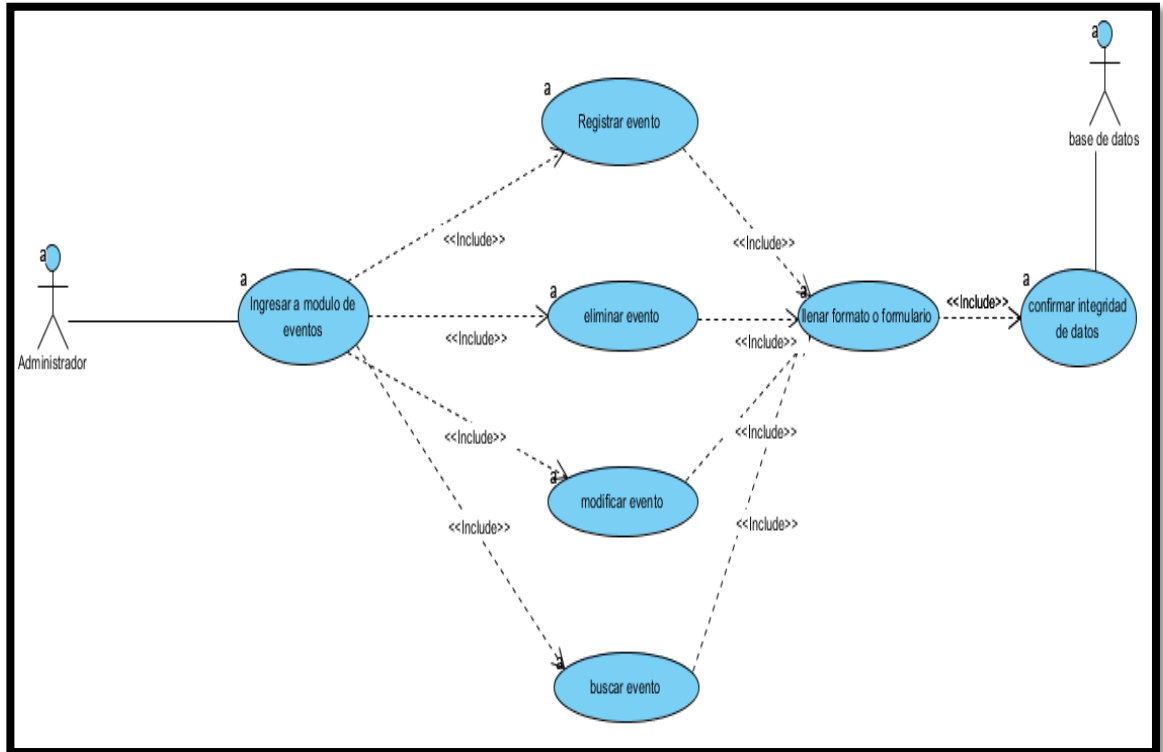 a
base de datos
a
Registrar evento
<<Include>>
<<Include>>
a
Administrador
a
Ingresar a modulo de
eventos
a
eliminar evento
<<Include>>
<<Include>>
a
llenar formato o formulario
<<Include>>
a
confirmar integridad
de datos
<<Include>>
<<Include>>
a
modificar evento
<<Include>>
<<Include>>
a
buscar evento